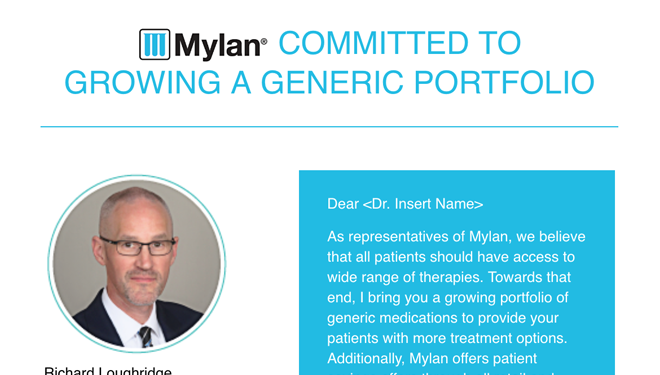 Mylan® COMMITTED TO
GROWING A GENERIC PORTFOLIO
Dear <Dr. Insert Name>
As representatives of Mylan, we believe
that all patients should have access to
wide range of therapies. Towards that
end, I bring you a growing portfolio of
generic medications to provide your
patients with more treatment options.
Additionally, Mylan offers patient
Richard Loughridge